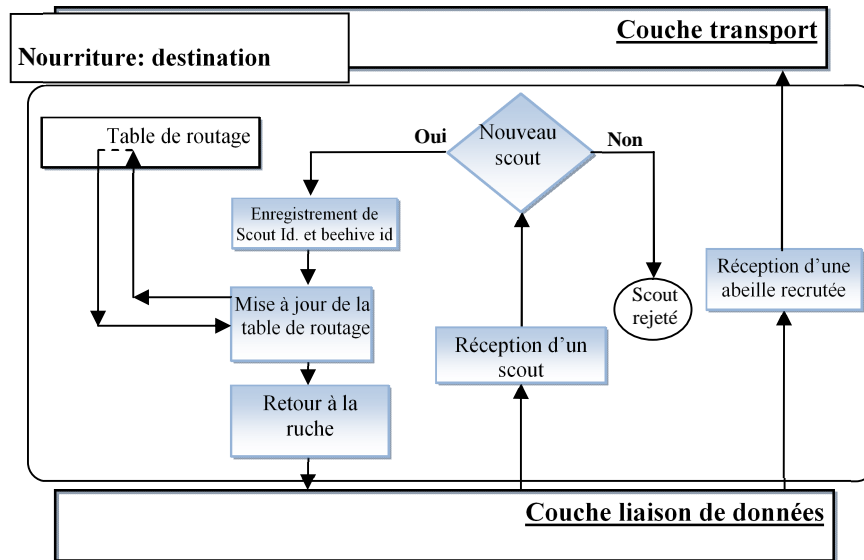 Couche transport
Nourriture: destination
Table de routage
Oui
Nouveau
scout
Non
Enregistrement de
Scout Id. et beehive id
Mise à jour de la
table de routage
Retour à la
ruche
Réception d'un
scout
Scout
rejeté
Réception d'une
abeille recrutée
Couche liaison de données